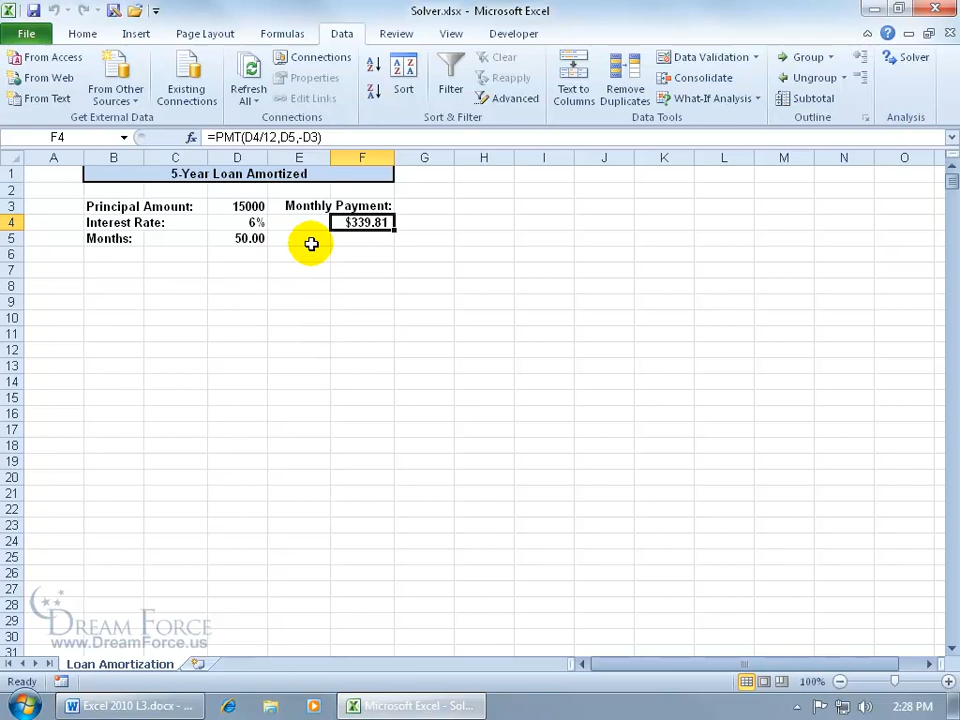 Solver.xlsx - Microsoft Excel
File Home Insert Page Layout Formulas Data Review View Developer
From Access
From Web
From Text
From Other Sources
Existing Connections
Get External Data
Refresh All
Connections
Properties
Edit Links
Connections
Sort
Filter
Clear
Reapply
Advanced
Sort & Filter
Text to Columns
Remove Duplicates
Data Validation
Consolidate
What-If Analysis
Data Tools
Group
Ungroup
Subtotal
Outline
Solver
Analysis
F4 fx =PMT(D4/12,D5,-D3)
A B C D E F G H I J K L M N O
1 5-Year Loan Amortized
2
3 Principal Amount: 15000 Monthly Payment:
4 Interest Rate: 6% $339.81
5 Months: 50.00
6
7
8
9
10
11
12
13
14
15
16
17
18
19
20
21
22
23
24
25
26
27
28
29
30
31
DREAM FORCE
www.DreamForce.us
Loan Amortization
Ready 100%
Excel 2010 L3.docx - ... Microsoft Excel - Sol... 2:28 PM